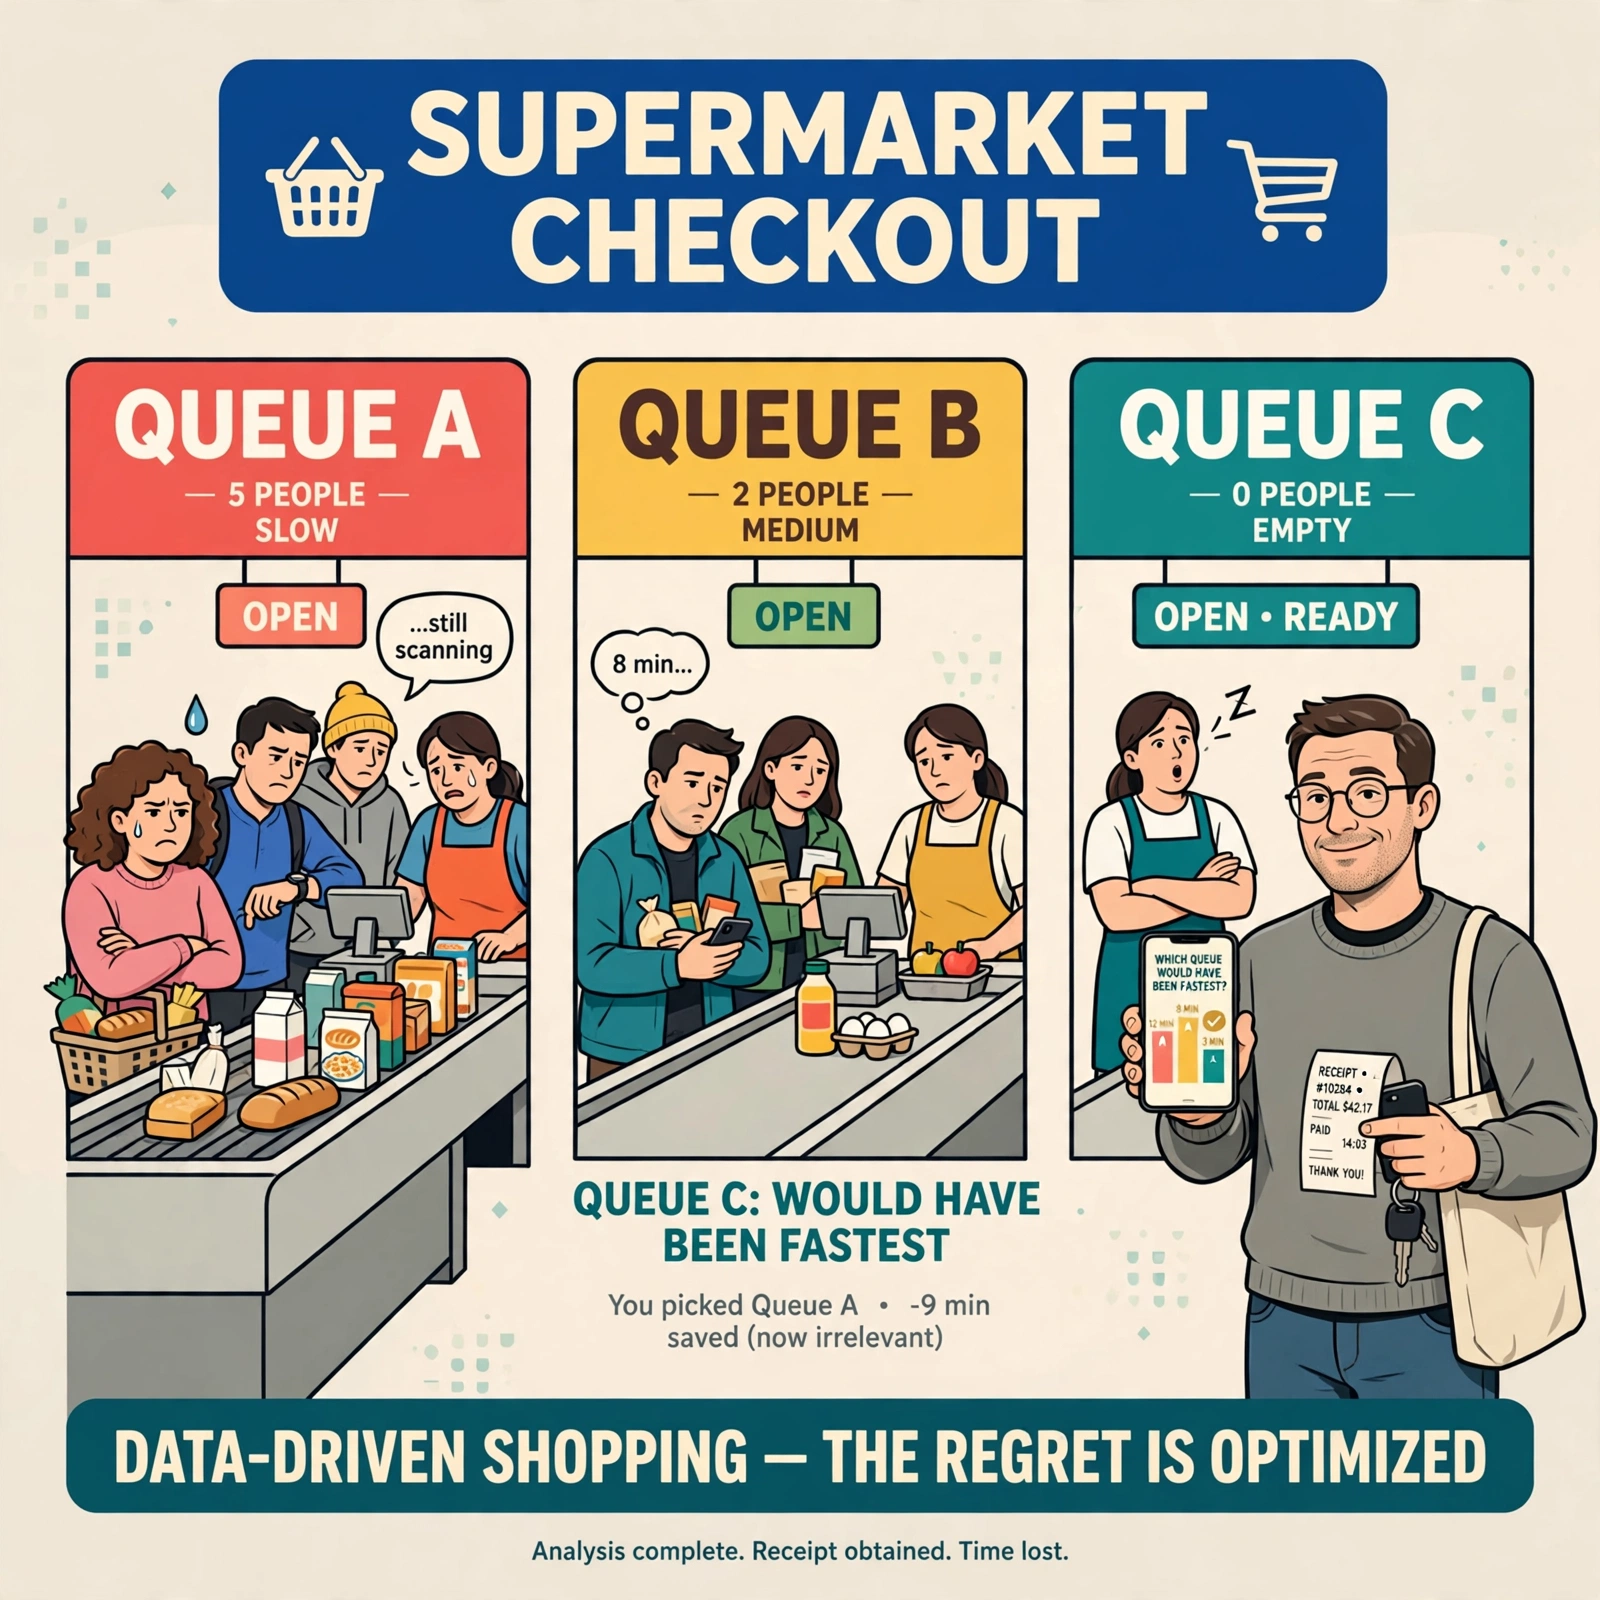 SUPERMARKET
CHECKOUT
QUEUE A
— 5 PEOPLE —
SLOW
OPEN
...still
scanning
QUEUE B
— 2 PEOPLE —
MEDIUM
OPEN
8 min...
QUEUE C
— 0 PEOPLE —
EMPTY
OPEN • READY
Z
WHICH QUEUE
WOULD HAVE
BEEN FASTEST?
12 MIN
8 MIN
3 MIN
RECEIPT •
#10284 •
TOTAL $42.17
PAID
14:03
THANK YOU!
QUEUE C: WOULD HAVE
BEEN FASTEST
You picked Queue A • -9 min
saved (now irrelevant)
DATA-DRIVEN SHOPPING — THE REGRET IS OPTIMIZED
Analysis complete. Receipt obtained. Time lost.